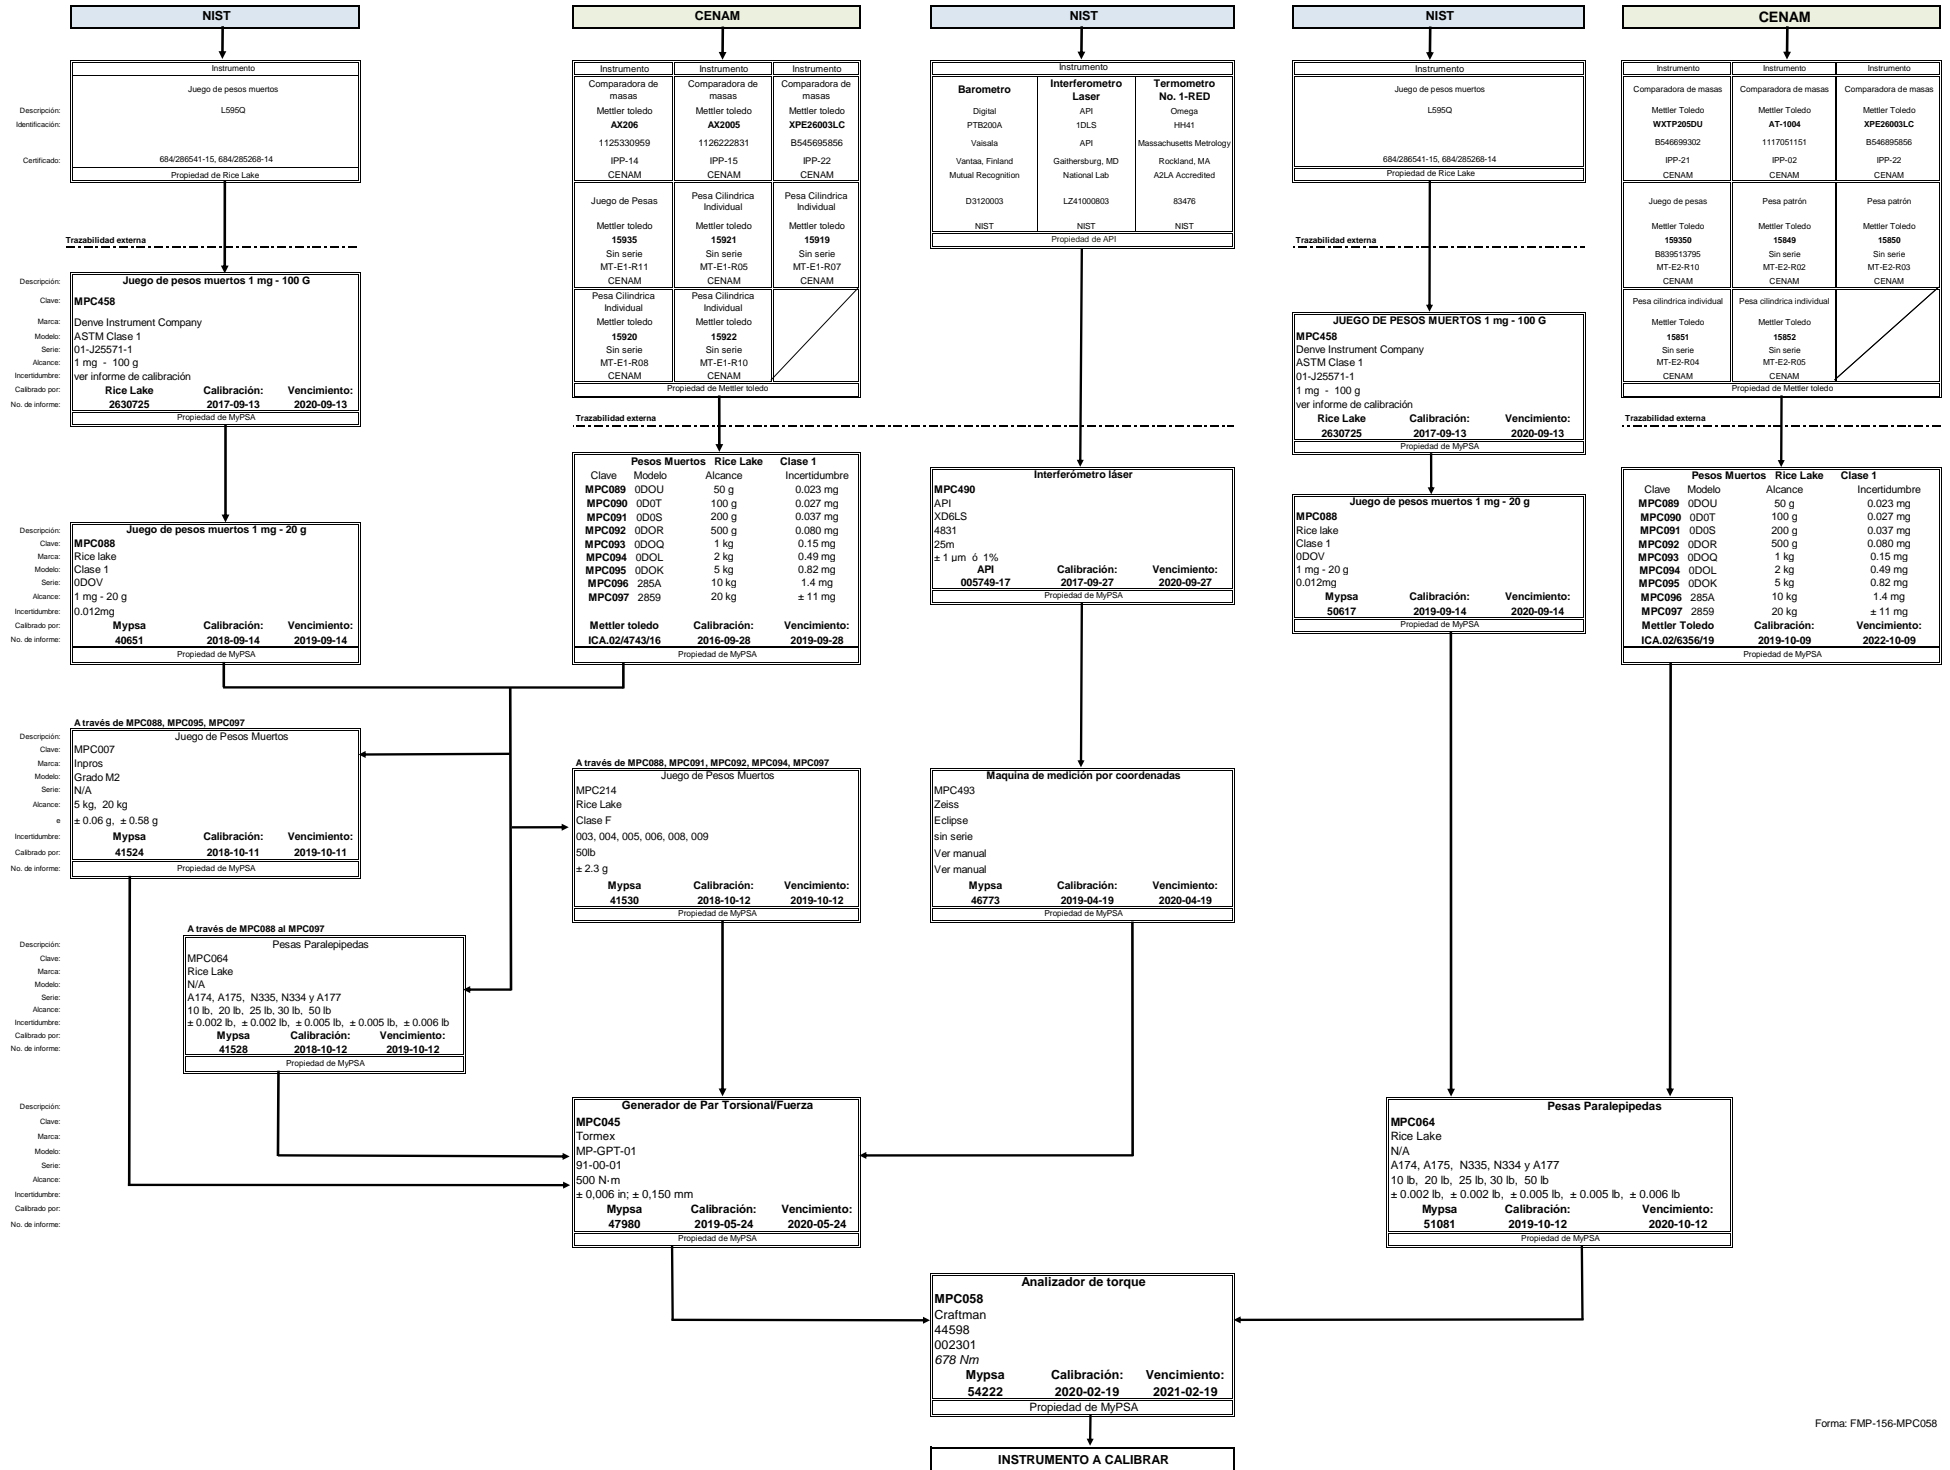 NIST
CENAM
NIST
NIST
CENAM
Instrumento
Juego de pesos muertos
Descripción:
L595Q
Identificación:
Certificado:
684/286541-15, 684/285268-14
Propiedad de Rice Lake
Trazabilidad externa
Instrumento Instrumento Instrumento
Comparadora de masas Comparadora de masas Comparadora de masas
Mettler toledo Mettler toledo Mettler toledo
AX206 AX2005 XPE26003LC
1125330959 1126222831 B545695856
IPP-14 IPP-15 IPP-22
CENAM CENAM CENAM
Juego de Pesas Pesa Cilindrica Individual Pesa Cilindrica Individual
Mettler toledo Mettler toledo Mettler toledo
15935 15921 15919
Sin serie Sin serie Sin serie
MT-E1-R11 MT-E1-R05 MT-E1-R07
CENAM CENAM CENAM
Pesa Cilindrica Individual Pesa Cilindrica Individual
Mettler toledo Mettler toledo
15920 15922
Sin serie Sin serie
MT-E1-R08 MT-E1-R10
CENAM CENAM
Propiedad de Mettler toledo
Trazabilidad externa
Instrumento
Barometro Interferometro Laser Termometro No. 1-RED
Digital API Omega
PTB200A 1DLS HH41
Vaisala API Massachusetts Metrology
Vantaa, Finland Gaithersburg, MD Rockland, MA
Mutual Recognition National Lab A2LA Accredited
D3120003 LZ41000803 83476
NIST NIST NIST
Propiedad de API
Instrumento
Juego de pesos muertos
L595Q
684/286541-15, 684/285268-14
Propiedad de Rice Lake
Trazabilidad externa
Instrumento Instrumento Instrumento
Comparadora de masas Comparadora de masas Comparadora de masas
Mettler Toledo Mettler Toledo Mettler Toledo
WXTP205DU AT-1004 XPE26003LC
B546699302 1117051151 B546895856
IPP-21 IPP-02 IPP-22
CENAM CENAM CENAM
Juego de pesas Pesa patrón Pesa patrón
Mettler Toledo Mettler Toledo Mettler Toledo
159350 15849 15850
B839513795 Sin serie Sin serie
MT-E2-R10 MT-E2-R02 MT-E2-R03
CENAM CENAM CENAM
Pesa cilindrica individual Pesa cilindrica individual
Mettler Toledo Mettler Toledo
15851 15852
Sin serie Sin serie
MT-E2-R04 MT-E2-R05
CENAM CENAM
Propiedad de Mettler toledo
Trazabilidad externa
Descripción: Juego de pesos muertos 1 mg - 100 G
Clave: MPC458
Marca: Denve Instrument Company
Modelo: ASTM Clase 1
Serie: 01-J25571-1
Alcance: 1 mg - 100 g
Incertidumbre: ver informe de calibración
Calibrado por: Rice Lake Calibración: Vencimiento:
No. de informe: 2630725 2017-09-13 2020-09-13
Propiedad de MyPSA
JUEGO DE PESOS MUERTOS 1 mg - 100 G
MPC458
Denve Instrument Company
ASTM Clase 1
01-J25571-1
1 mg - 100 g
ver informe de calibración
Rice Lake Calibración: Vencimiento:
2630725 2017-09-13 2020-09-13
Propiedad de MyPSA
Descripción: Juego de pesos muertos 1 mg - 20 g
Clave: MPC088
Marca: Rice lake
Modelo: Clase 1
Serie: 0DOV
Alcance: 1 mg - 20 g
Incertidumbre: 0.012mg
Calibrado por: Mypsa Calibración: Vencimiento:
No. de informe: 40651 2018-09-14 2019-09-14
Propiedad de MyPSA
Pesos Muertos Rice Lake Clase 1
Clave Modelo Alcance Incertidumbre
MPC089 0DOU 50 g 0.023 mg
MPC090 0D0T 100 g 0.027 mg
MPC091 0D0S 200 g 0.037 mg
MPC092 0DOR 500 g 0.080 mg
MPC093 0DOQ 1 kg 0.15 mg
MPC094 0DOL 2 kg 0.49 mg
MPC095 0DOK 5 kg 0.82 mg
MPC096 285A 10 kg 1.4 mg
MPC097 2859 20 kg ± 11 mg
Mettler toledo Calibración: Vencimiento:
ICA.02/4743/16 2016-09-28 2019-09-28
Propiedad de MyPSA
Interferómetro láser
MPC490
API
XD6LS
4831
25m
± 1 µm ó 1%
API Calibración: Vencimiento:
005749-17 2017-09-27 2020-09-27
Propiedad de MyPSA
Juego de pesos muertos 1 mg - 20 g
MPC088
Rice lake
Clase 1
0DOV
1 mg - 20 g
0.012mg
Mypsa Calibración: Vencimiento:
50617 2019-09-14 2020-09-14
Propiedad de MyPSA
Pesos Muertos Rice Lake Clase 1
Clave Modelo Alcance Incertidumbre
MPC089 0DOU 50 g 0.023 mg
MPC090 0D0T 100 g 0.027 mg
MPC091 0D0S 200 g 0.037 mg
MPC092 0DOR 500 g 0.080 mg
MPC093 0DOQ 1 kg 0.15 mg
MPC094 0DOL 2 kg 0.49 mg
MPC095 0DOK 5 kg 0.82 mg
MPC096 285A 10 kg 1.4 mg
MPC097 2859 20 kg ± 11 mg
Mettler Toledo Calibración: Vencimiento:
ICA.02/6356/19 2019-10-09 2022-10-09
Propiedad de MyPSA
A través de MPC088, MPC095, MPC097
Descripción: Juego de Pesos Muertos
Clave: MPC007
Marca: Inpros
Modelo: Grado M2
Serie: N/A
Alcance: 5 kg, 20 kg
e ± 0.06 g, ± 0.58 g
Incertidumbre: Mypsa Calibración: Vencimiento:
Calibrado por: 41524 2018-10-11 2019-10-11
No. de informe: Propiedad de MyPSA
A través de MPC088, MPC091, MPC092, MPC094, MPC097
Juego de Pesos Muertos
MPC214
Rice Lake
Clase F
003, 004, 005, 006, 008, 009
50lb
± 2.3 g
Mypsa Calibración: Vencimiento:
41530 2018-10-12 2019-10-12
Propiedad de MyPSA
Maquina de medición por coordenadas
MPC493
Zeiss
Eclipse
sin serie
Ver manual
Ver manual
Mypsa Calibración: Vencimiento:
46773 2019-04-19 2020-04-19
Propiedad de MyPSA
A través de MPC088 al MPC097
Descripción: Pesas Paralepipedas
Clave: MPC064
Marca: Rice Lake
Modelo: N/A
Serie: A174, A175, N335, N334 y A177
Alcance: 10 lb, 20 lb, 25 lb, 30 lb, 50 lb
Incertidumbre: ± 0.002 lb, ± 0.002 lb, ± 0.005 lb, ± 0.005 lb, ± 0.006 lb
Calibrado por: Mypsa Calibración: Vencimiento:
No. de informe: 41528 2018-10-12 2019-10-12
Propiedad de MyPSA
Descripción: Generador de Par Torsional/Fuerza
Clave: MPC045
Marca: Tormex
Modelo: MP-GPT-01
Serie: 91-00-01
Alcance: 500 N·m
Incertidumbre: ± 0,006 in; ± 0,150 mm
Calibrado por: Mypsa Calibración: Vencimiento:
No. de informe: 47980 2019-05-24 2020-05-24
Propiedad de MyPSA
Pesas Paralepipedas
MPC064
Rice Lake
N/A
A174, A175, N335, N334 y A177
10 lb, 20 lb, 25 lb, 30 lb, 50 lb
± 0.002 lb, ± 0.002 lb, ± 0.005 lb, ± 0.005 lb, ± 0.006 lb
Mypsa Calibración: Vencimiento:
51081 2019-10-12 2020-10-12
Propiedad de MyPSA
Analizador de torque
MPC058
Craftman
44598
002301
678 Nm
Mypsa Calibración: Vencimiento:
54222 2020-02-19 2021-02-19
Propiedad de MyPSA
Forma: FMP-156-MPC058
INSTRUMENTO A CALIBRAR